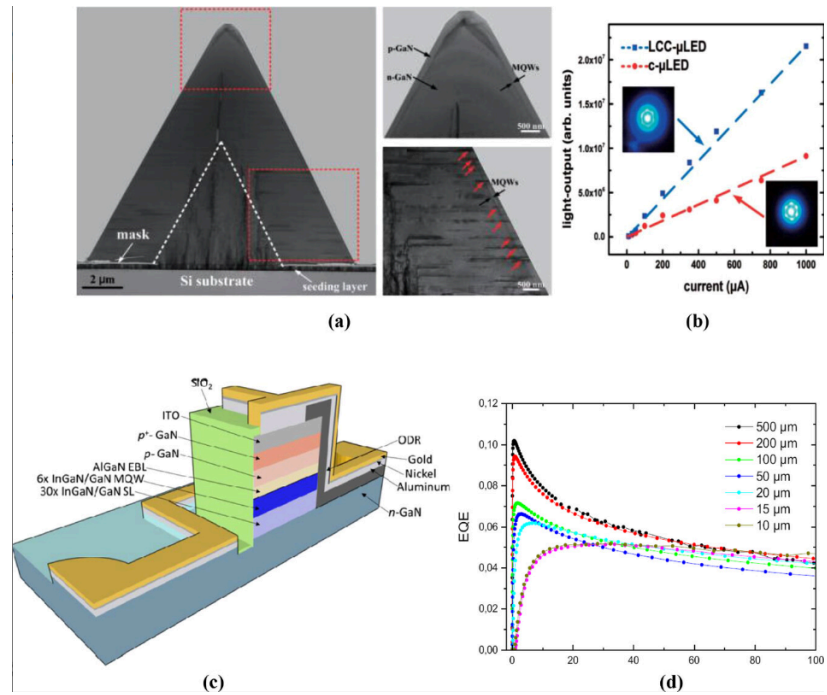 p-GaN
n-GaN
MQWs
500 nm
mask
2 µm
Si substrate
seeding layer
MQWs
500 nm
(a)
light-output (arb. units)
2.0x10⁷
1.5x10⁷
1.0x10⁷
5.0x10⁶
0.0
LCC-µLED
c-µLED
0 200 400 600 800 1000
current (µA)
(b)
SIO₂
ITO
p⁺- GaN
p- GaN
AlGaN EBL
6x InGaN/GaN MQW
30x InGaN/GaN SL
ODR
Gold
Nickel
Aluminum
n-GaN
(c)
EQE
0,12
0,10
0,08
0,06
0,04
0,02
0,00
500 µm
200 µm
100 µm
50 µm
20 µm
15 µm
10 µm
0 20 40 60 80 100
(d)